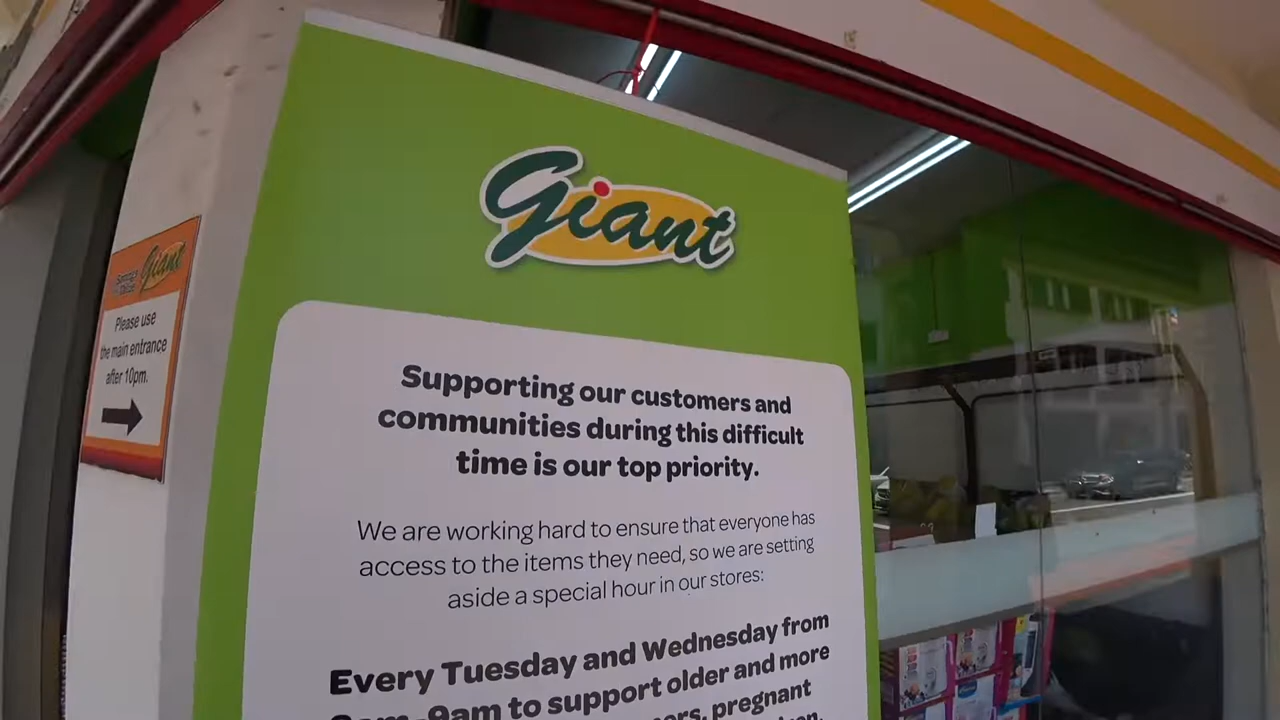 Giant
Supporting our customers and
communities during this difficult
time is our top priority.
We are working hard to ensure that everyone has
access to the items they need, so we are setting
aside a special hour in our stores:
Every Tuesday and Wednesday from
9am to support older and more
pregnant
Giant
Please use
the main entrance
after 10pm.